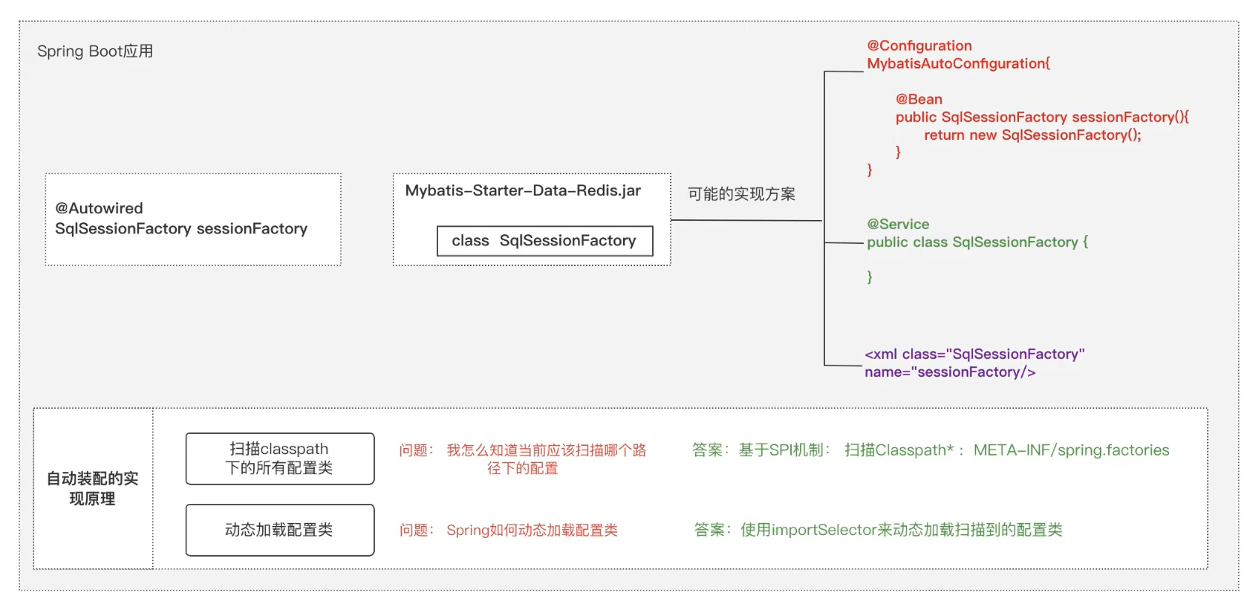 Spring Boot应用
@Autowired
SqlSessionFactory sessionFactory
Mybatis-Starter-Data-Redis.jar
class SqlSessionFactory
可能的实现方案
@Configuration
MybatisAutoConfiguration{
@Bean
public SqlSessionFactory sessionFactory(){
return new SqlSessionFactory();
}
}
@Service
public class SqlSessionFactory {
}
<xml class="SqlSessionFactory"
name="sessionFactory/>
自动装配的实
现原理
扫描classpath
下的所有配置类
问题： 我怎么知道当前应该扫描哪个路
径下的配置
答案：基于SPI机制： 扫描Classpath*：META-INF/spring.factories
动态加载配置类
问题： Spring如何动态加载配置类
答案：使用importSelector来动态加载扫描到的配置类